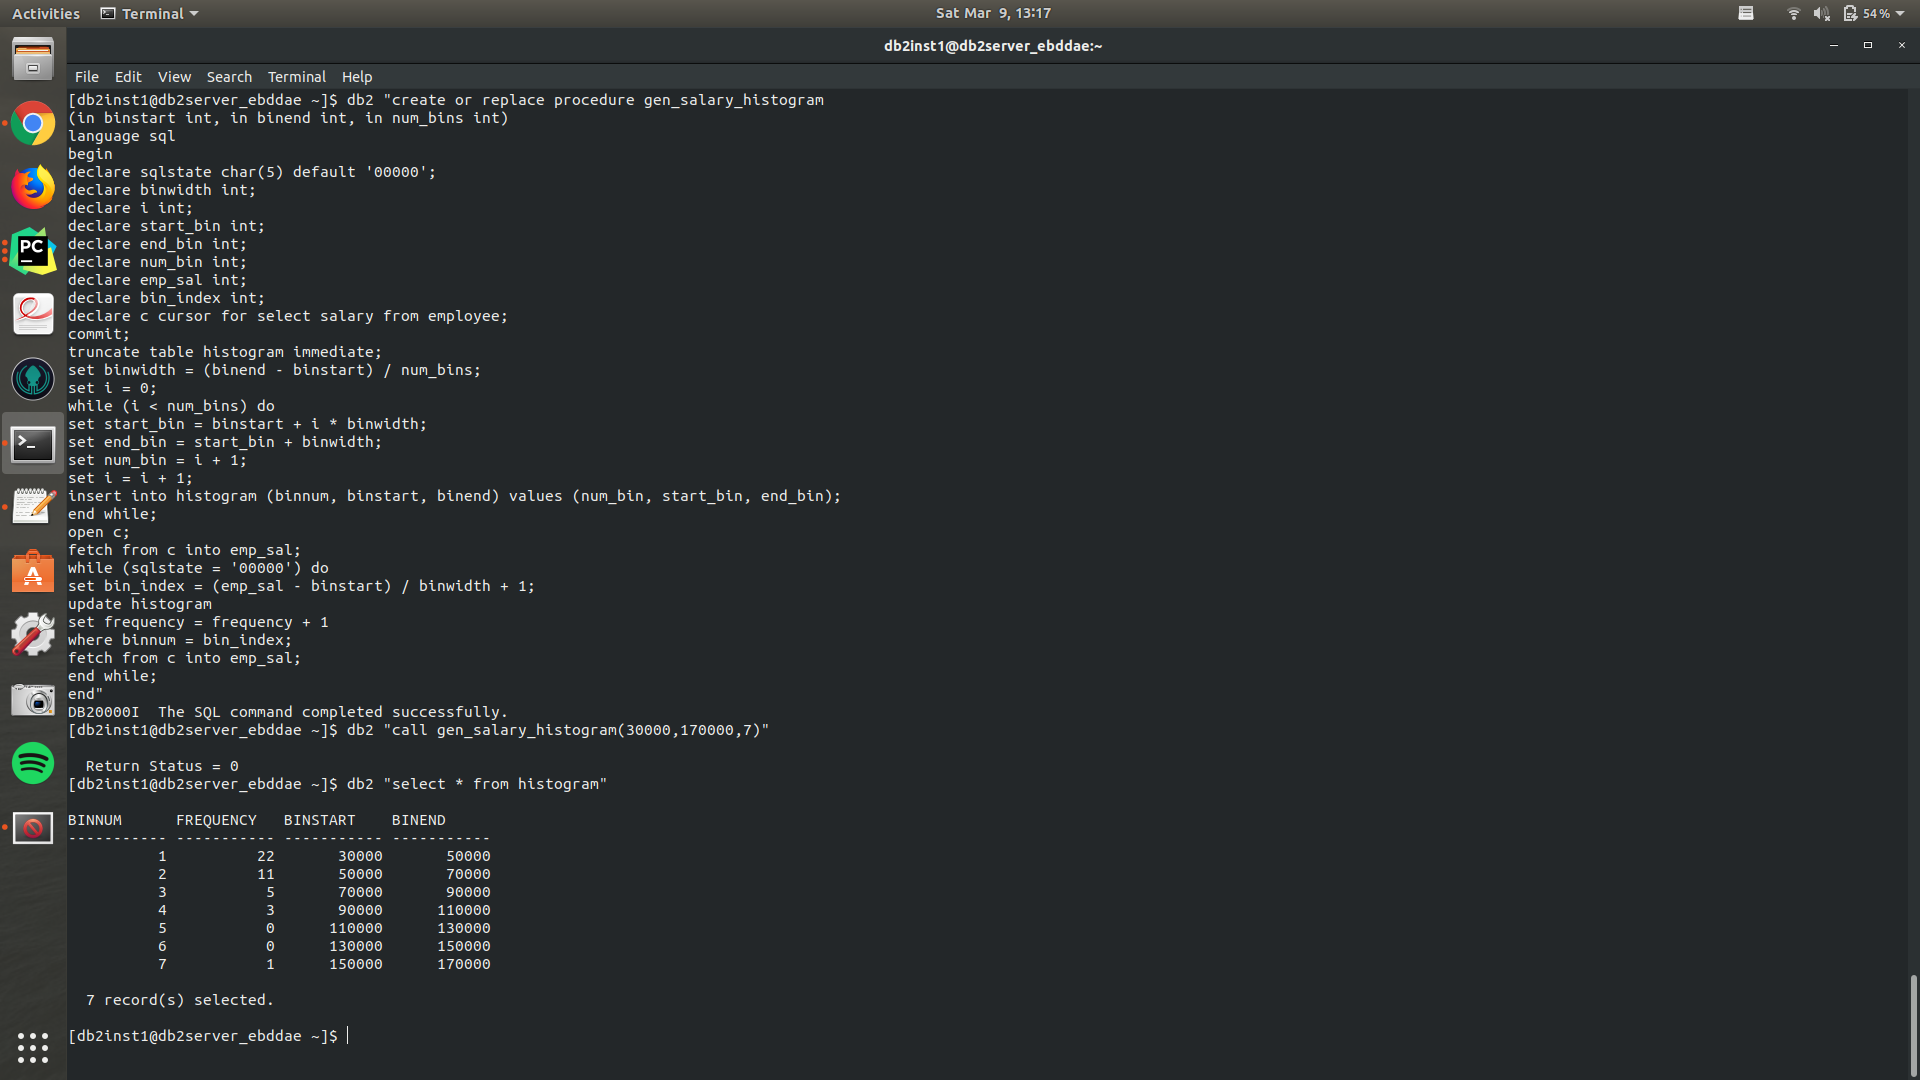 Activities Terminal Sat Mar 9, 13:17 54 %
db2inst1@db2server_ebddae:~
File Edit View Search Terminal Help
[db2inst1@db2server_ebddae ~]$ db2 "create or replace procedure gen_salary_histogram
(in binstart int, in binend int, in num_bins int)
language sql
begin
declare sqlstate char(5) default '00000';
declare binwidth int;
declare i int;
declare start_bin int;
declare end_bin int;
declare num_bin int;
declare emp_sal int;
declare bin_index int;
declare c cursor for select salary from employee;
commit;
truncate table histogram immediate;
set binwidth = (binend - binstart) / num_bins;
set i = 0;
while (i < num_bins) do
set start_bin = binstart + i * binwidth;
set end_bin = start_bin + binwidth;
set num_bin = i + 1;
set i = i + 1;
insert into histogram (binnum, binstart, binend) values (num_bin, start_bin, end_bin);
end while;
open c;
fetch from c into emp_sal;
while (sqlstate = '00000') do
set bin_index = (emp_sal - binstart) / binwidth + 1;
update histogram
set frequency = frequency + 1
where binnum = bin_index;
fetch from c into emp_sal;
end while;
end"
DB20000I  The SQL command completed successfully.
[db2inst1@db2server_ebddae ~]$ db2 "call gen_salary_histogram(30000,170000,7)"
  Return Status = 0
[db2inst1@db2server_ebddae ~]$ db2 "select * from histogram"
BINNUM      FREQUENCY   BINSTART    BINEND
----------- ----------- ----------- -----------
          1          22       30000       50000
          2          11       50000       70000
          3           5       70000       90000
          4           3       90000      110000
          5           0      110000      130000
          6           0      130000      150000
          7           1      150000      170000
  7 record(s) selected.
[db2inst1@db2server_ebddae ~]$
PC